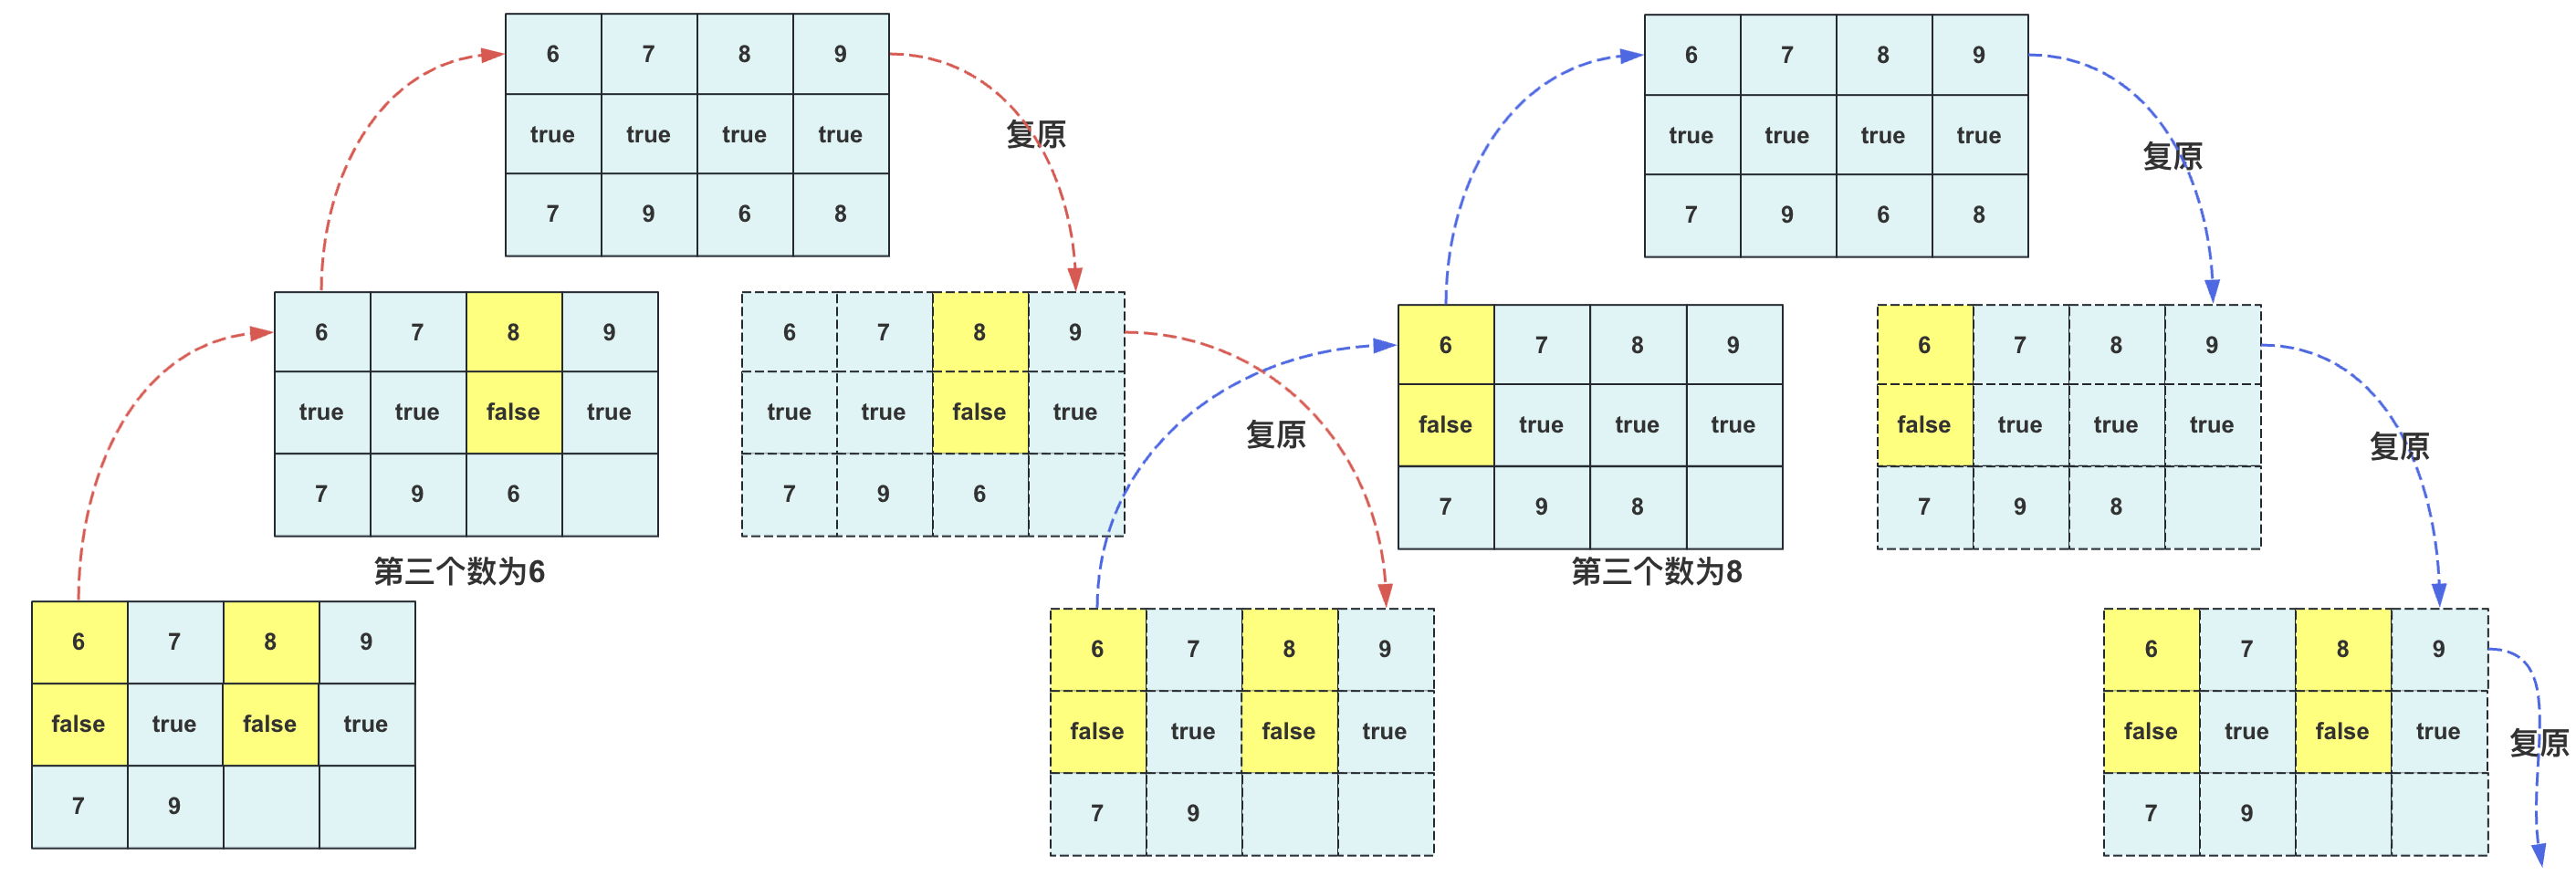 6 7 8 9
true true true true
7 9 6 8
复原
6 7 8 9
true true true true
7 9 6 8
复原
6 7 8 9
true true false true
7 9 6
第三个数为6
6 7 8 9
true true false true
7 9 6
复原
6 7 8 9
false true true true
7 9 8
第三个数为8
6 7 8 9
false true true true
7 9 8
复原
6 7 8 9
false true false true
7 9
6 7 8 9
false true false true
7 9
6 7 8 9
false true false true
7 9
复原